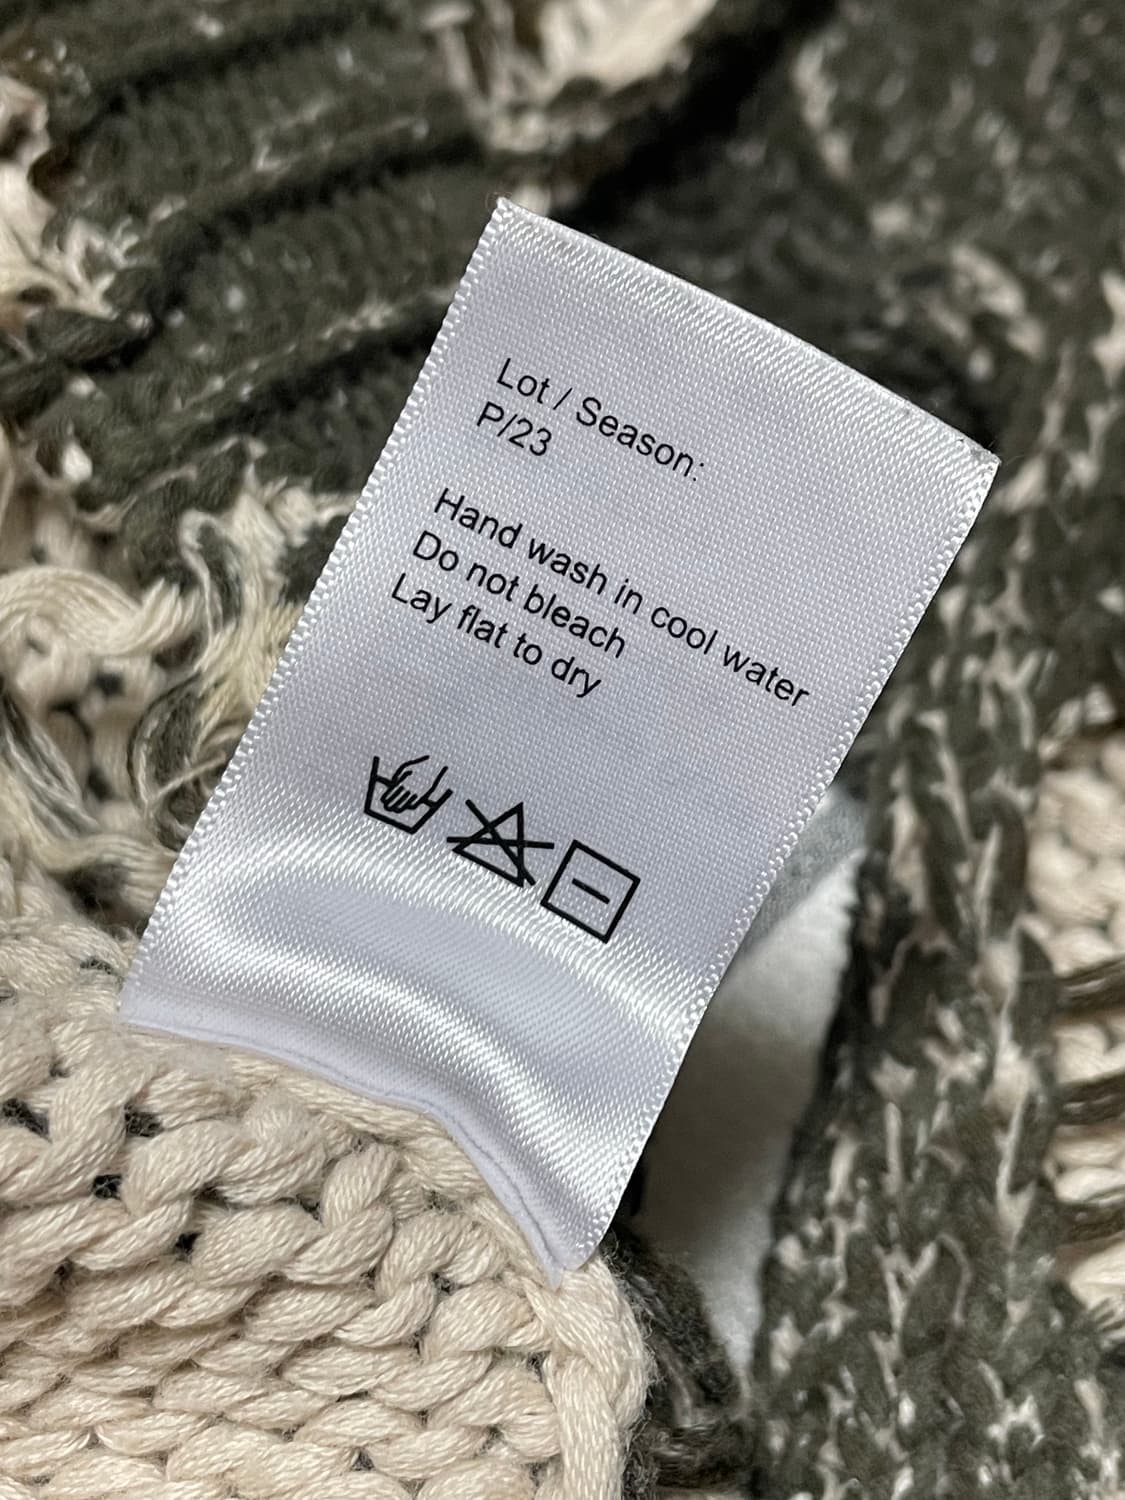 Lot / Season:
P/23
Hand wash in cool water
Do not bleach
Lay flat to dry